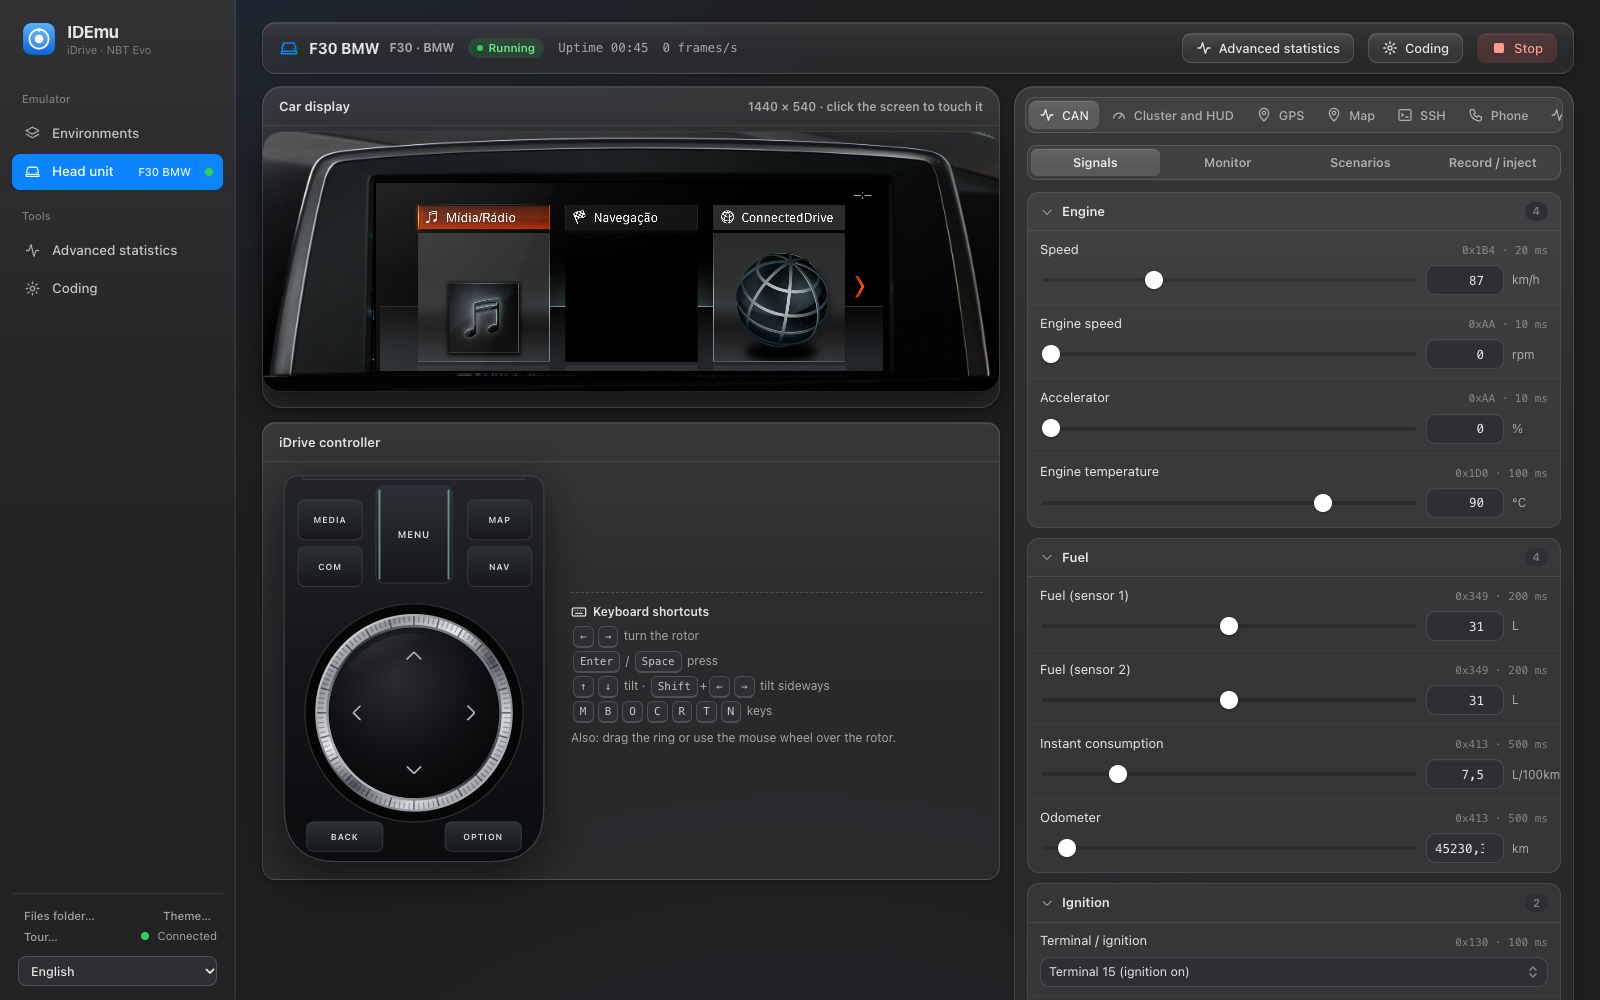 IDEmu
iDrive · NBT Evo
Emulator
Environments
Head unit F30 BMW
Tools
Advanced statistics
Coding
Files folder... Theme...
Tour... Connected
English
F30 BMW F30 · BMW Running Uptime 00:45 0 frames/s Advanced statistics Coding Stop
Car display 1440 × 540 · click the screen to touch it
--:--
Mídia/Rádio Navegação ConnectedDrive
iDrive controller
MEDIA MENU MAP
COM NAV
BACK OPTION
Keyboard shortcuts
← → turn the rotor
Enter / Space press
↑ ↓ tilt · Shift + ← → tilt sideways
M B O C R T N keys
Also: drag the ring or use the mouse wheel over the rotor.
CAN Cluster and HUD GPS Map SSH Phone
Signals Monitor Scenarios Record / inject
Engine 4
Speed 0x1B4 · 20 ms
87 km/h
Engine speed 0xAA · 10 ms
0 rpm
Accelerator 0xAA · 10 ms
0 %
Engine temperature 0x1D0 · 100 ms
90 °C
Fuel 4
Fuel (sensor 1) 0x349 · 200 ms
31 L
Fuel (sensor 2) 0x349 · 200 ms
31 L
Instant consumption 0x413 · 500 ms
7,5 L/100km
Odometer 0x413 · 500 ms
45230, km
Ignition 2
Terminal / ignition 0x130 · 100 ms
Terminal 15 (ignition on)